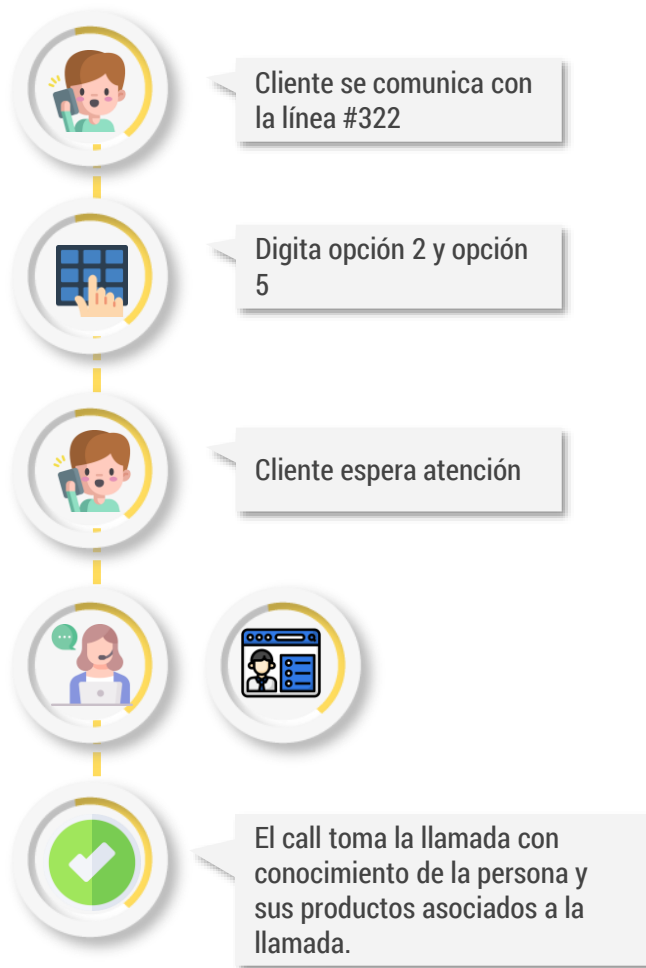 Cliente se comunica con
la línea #322
Digita opción 2 y opción
5
Cliente espera atención
El call toma la llamada con
conocimiento de la persona y
sus productos asociados a la
llamada.